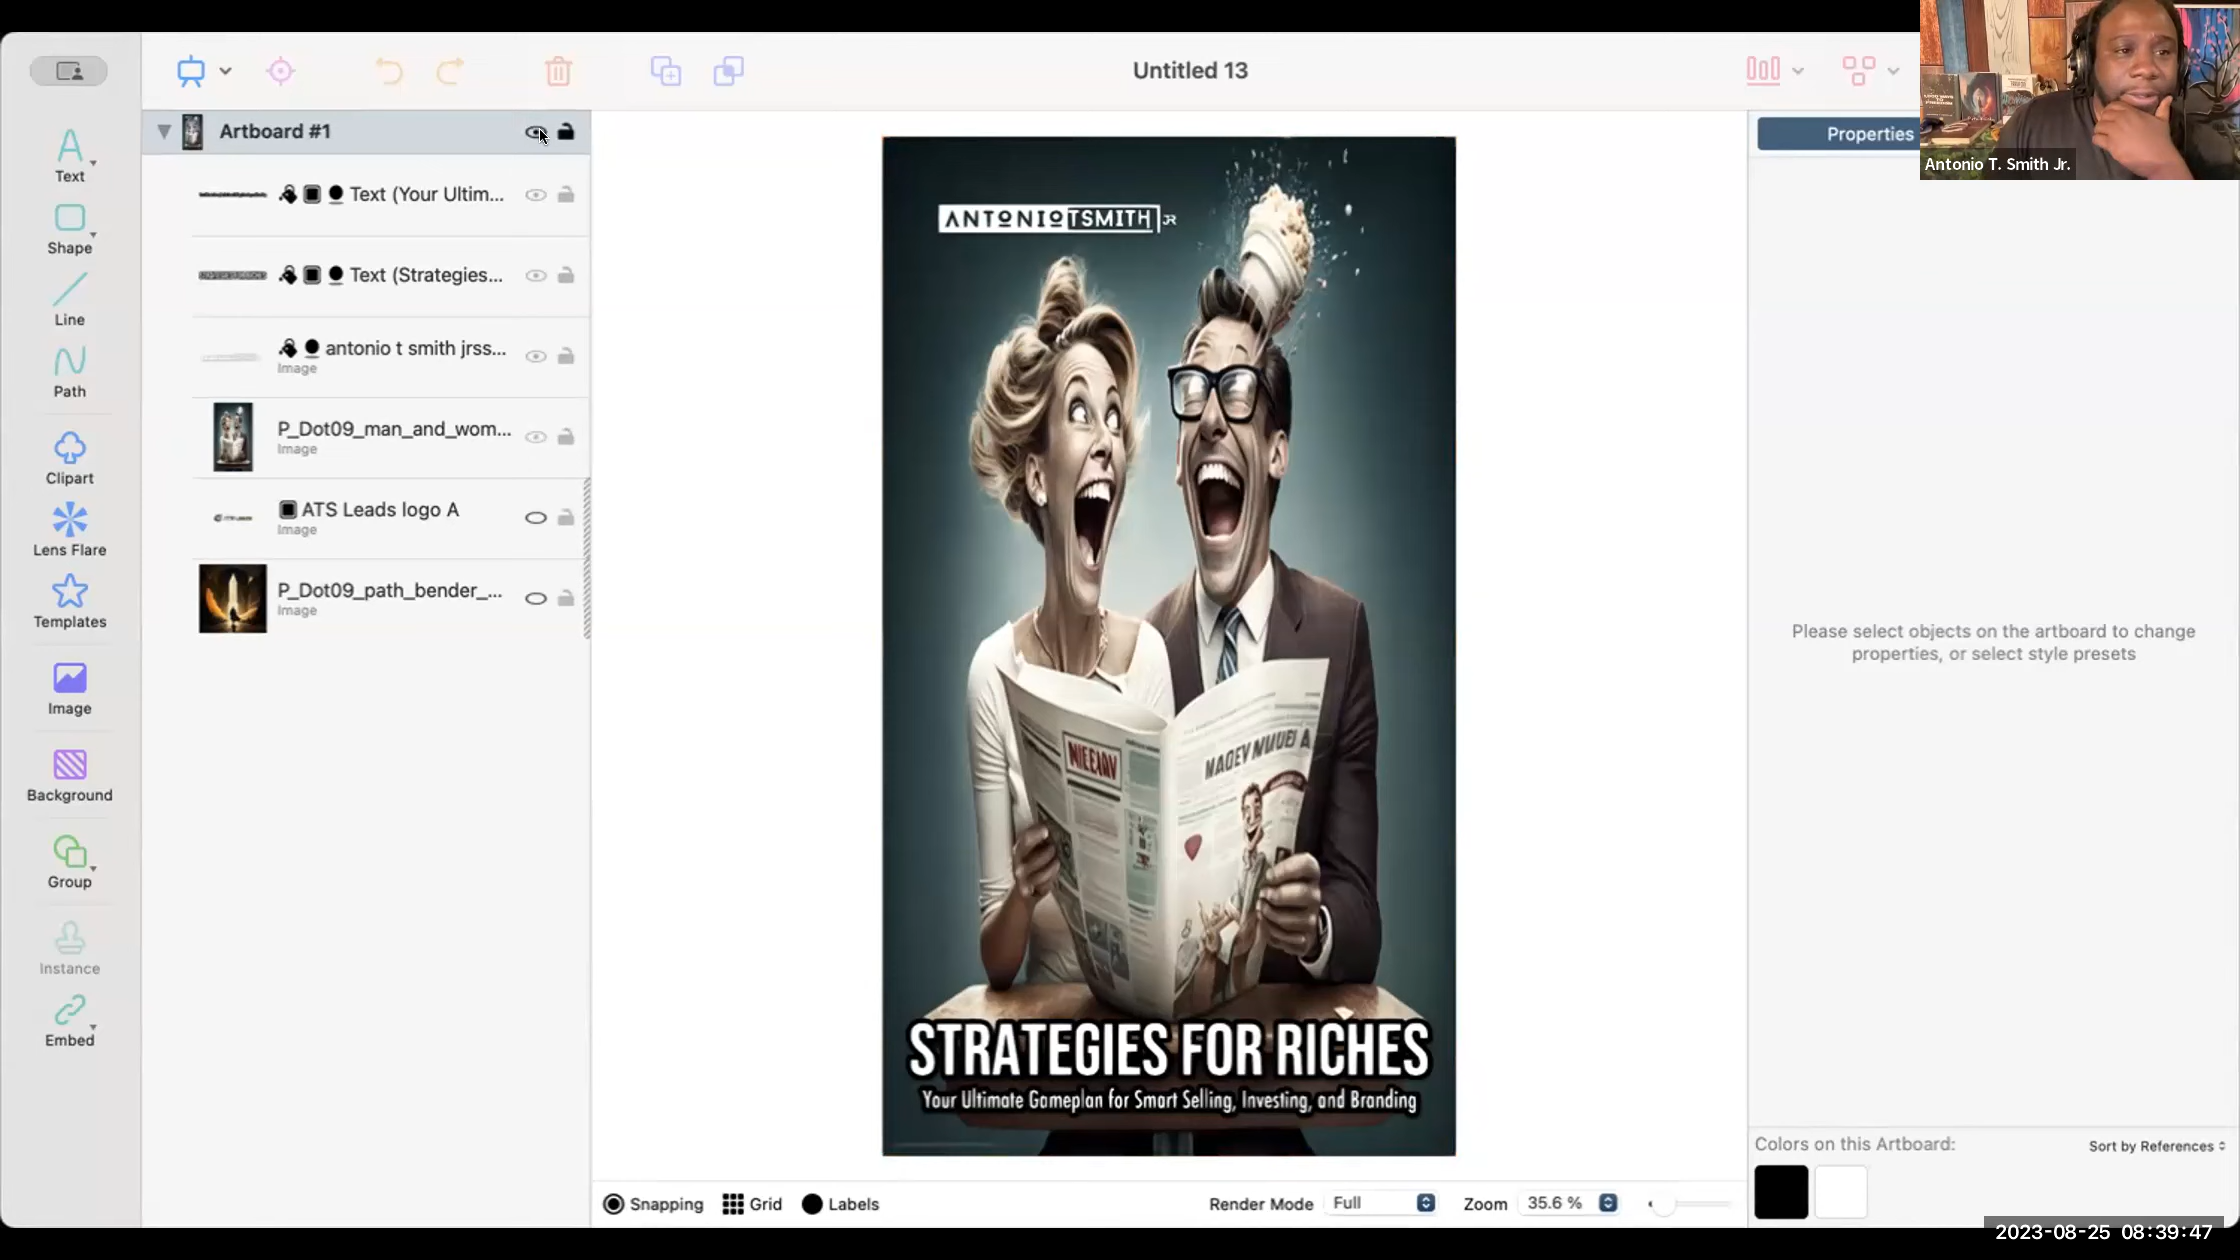 Untitled 13
Artboard #1
Properties
Antonio T. Smith Jr.
Text
Text (Your Ultim...
ANTONIOTSMITH JR
Shape
Text (Strategies...
Line
antonio t smith jrss...
Image
Path
P_Dot09_man_and_wom...
Image
Clipart
ATS Leads logo A
Image
Lens Flare
P_Dot09_path_bender_...
Image
Templates
Please select objects on the artboard to change
properties, or select style presets
Image
Background
Group
Instance
Embed
STRATEGIES FOR RICHES
Your Ultimate Gameplan for Smart Selling, Investing, and Branding
Colors on this Artboard:
Sort by References
Snapping
Grid
Labels
Render Mode
Full
Zoom
35.6 %
2023-08-25 08:39:47